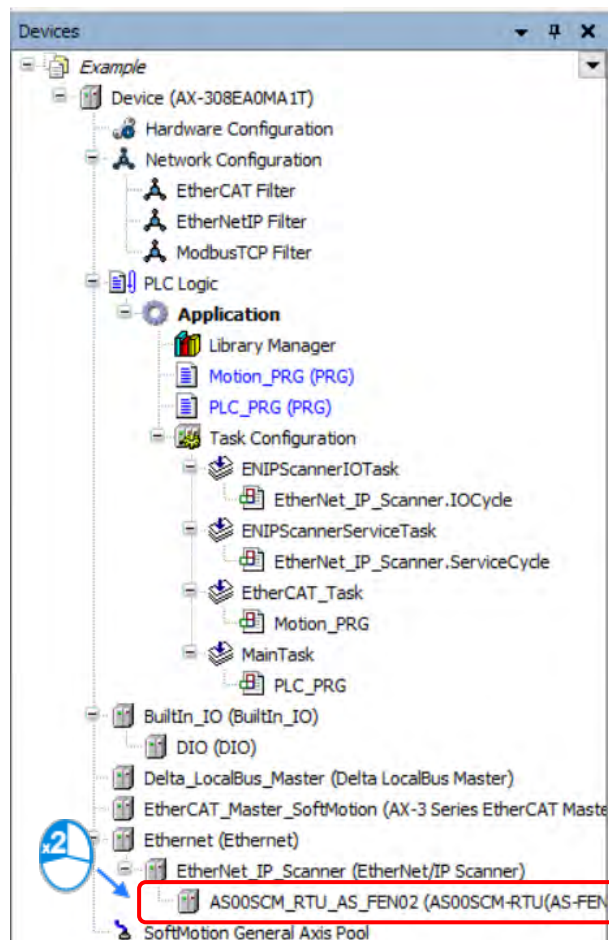 Devices
Example
Device (AX-308EA0MA1T)
Hardware Configuration
Network Configuration
EtherCAT Filter
EtherNetIP Filter
ModbusTCP Filter
PLC Logic
Application
Library Manager
Motion_PRG (PRG)
PLC_PRG (PRG)
Task Configuration
ENIPScannerIOTask
EtherNet_IP_Scanner.IOCycle
ENIPScannerServiceTask
EtherNet_IP_Scanner.ServiceCycle
EtherCAT_Task
Motion_PRG
MainTask
PLC_PRG
BuiltIn_IO (BuiltIn_IO)
DIO (DIO)
Delta_LocalBus_Master (Delta LocalBus Master)
EtherCAT_Master_SoftMotion (AX-3 Series EtherCAT Maste
x2
Ethernet (Ethernet)
EtherNet_IP_Scanner (EtherNet/IP Scanner)
AS00SCM_RTU_AS_FEN02 (AS00SCM-RTU(AS-FEN
SoftMotion General Axis Pool